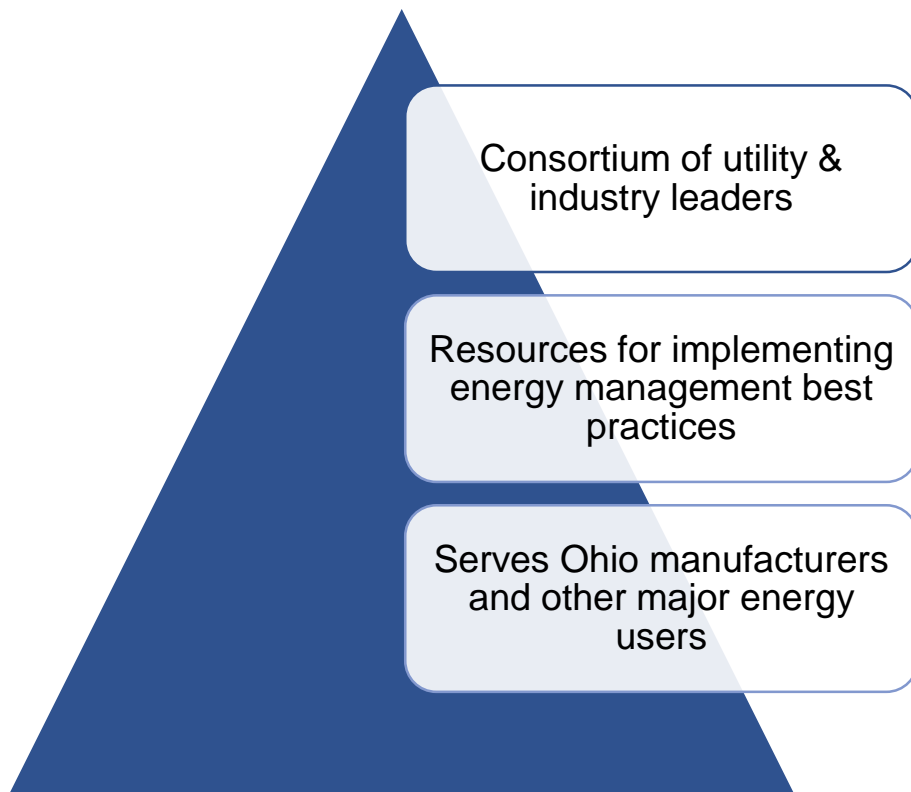 Consortium of utility &
industry leaders
Resources for implementing
energy management best
practices
Serves Ohio manufacturers
and other major energy
users